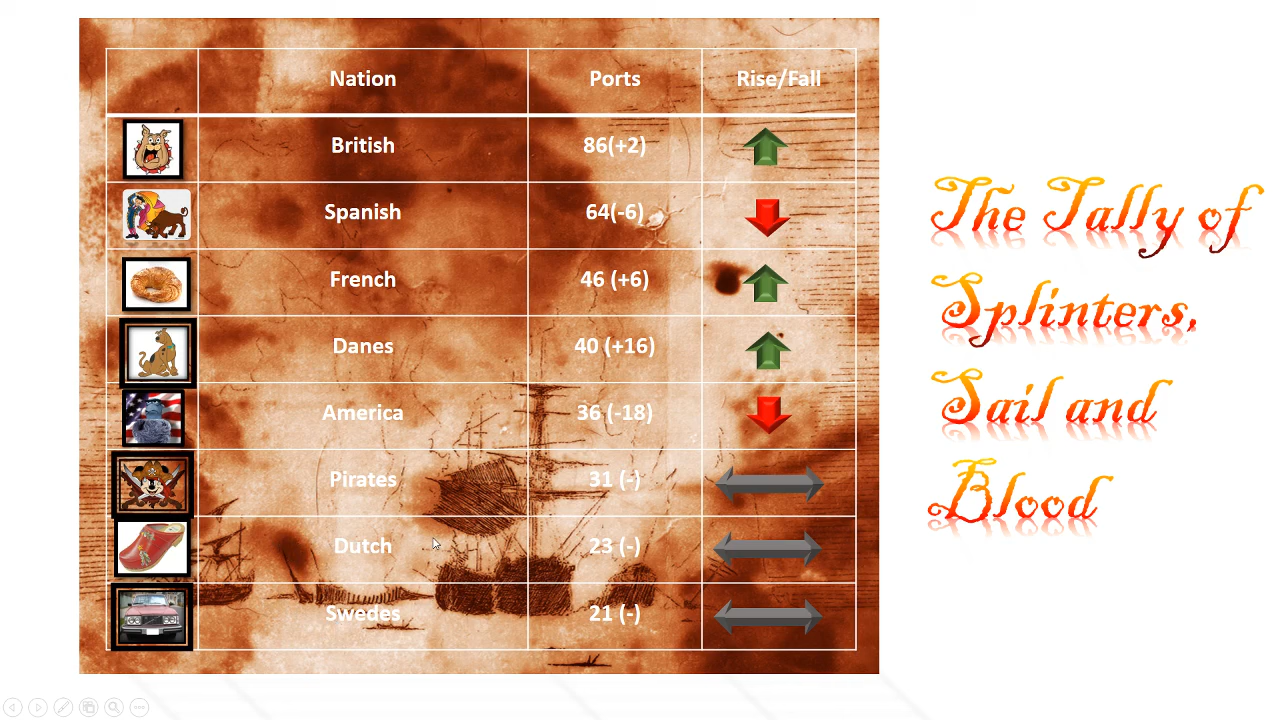 Nation Ports Rise/Fall
British 86(+2)
Spanish 64(-6)
French 46 (+6)
Danes 40 (+16)
America 36 (-18)
Pirates 31 (-)
Dutch 23 (-)
Swedes 21 (-)
The Tally of
Splinters,
Sail and
Blood